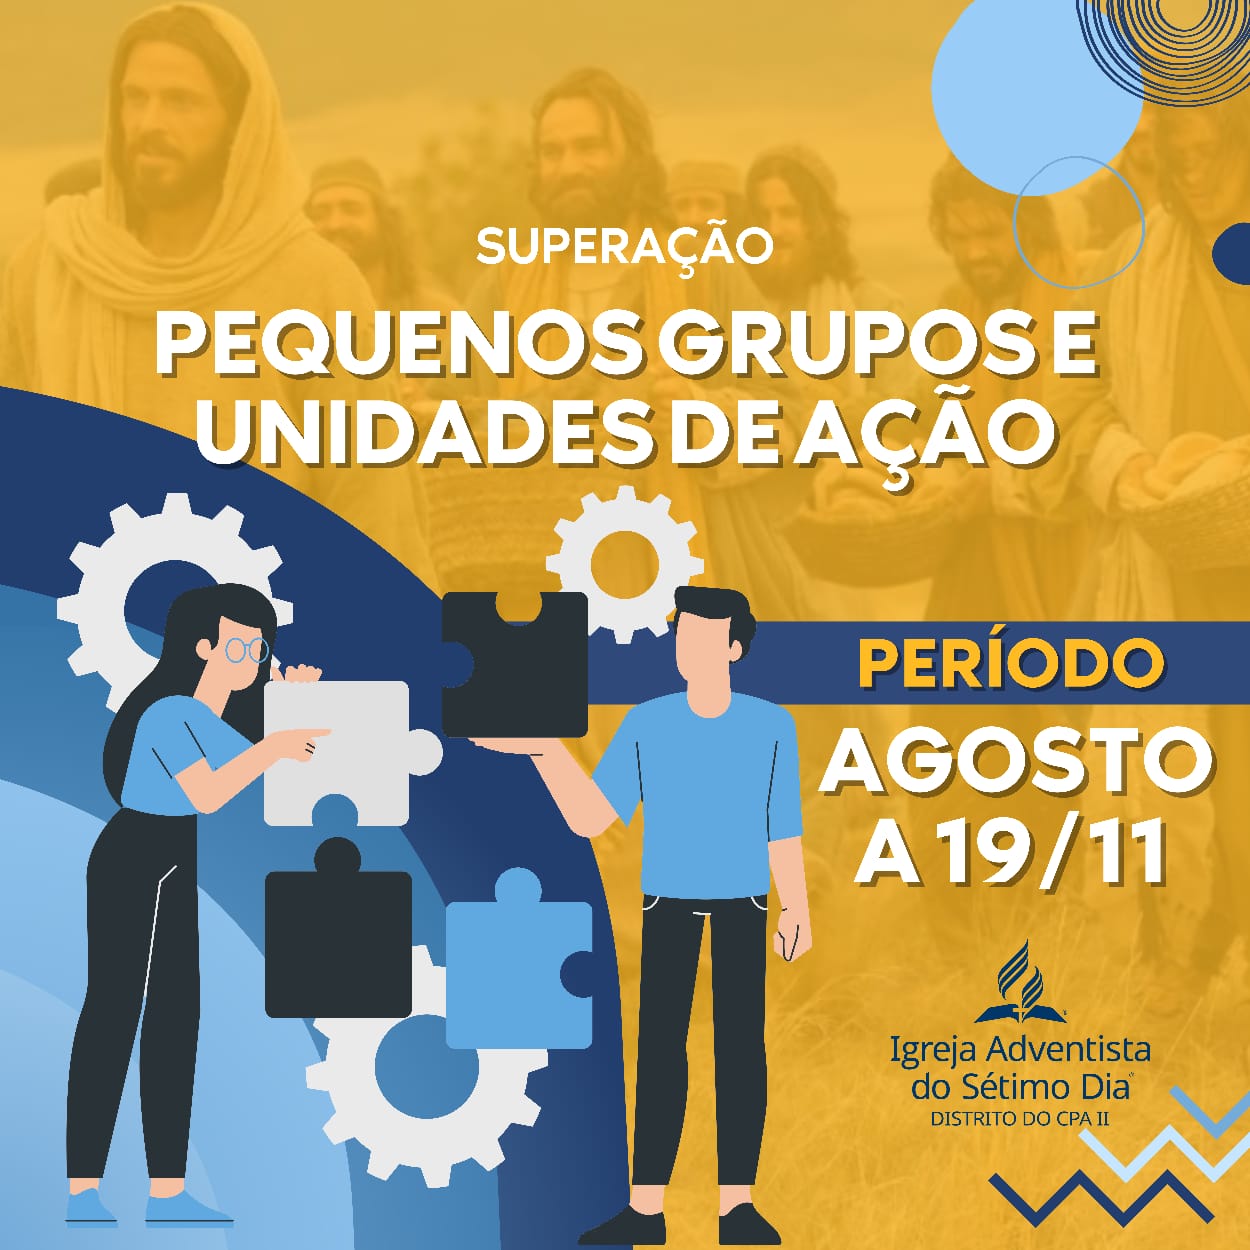 SUPERAÇÃO
PEQUENOS GRUPOS E
UNIDADES DE AÇÃO
PERÍODO
AGOSTO
A 19/11
Igreja Adventista
do Sétimo Dia
DISTRITO DO CPA II